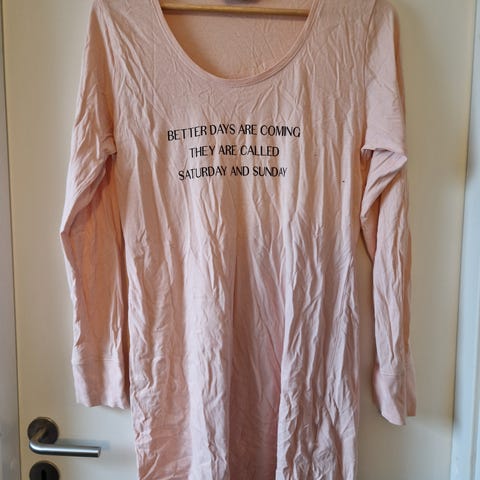 BETTER DAYS ARE COMING
THEY ARE CALLED
SATURDAY AND SUNDAY